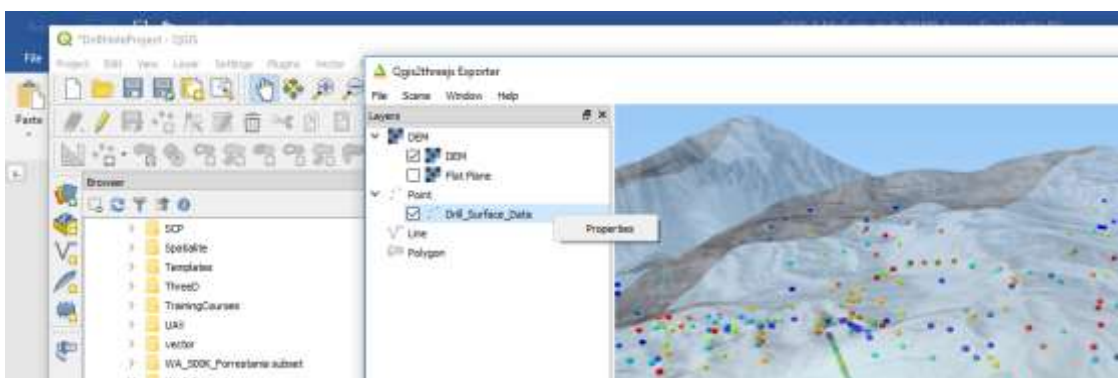 File
Paste
*DrillHoleProject - QGIS
Project Edit View Layer Settings Plugins Vector
Browser
SCP
Spatialite
Templates
ThreeD
TrainingCourses
UAV
vector
WA_500K_Forrestania subset
Qgis2threejs Exporter
File Scene Window Help
Layers
DEM
DEM
Flat Plane
Point
Drill_Surface_Data
Line
Polygon
Properties